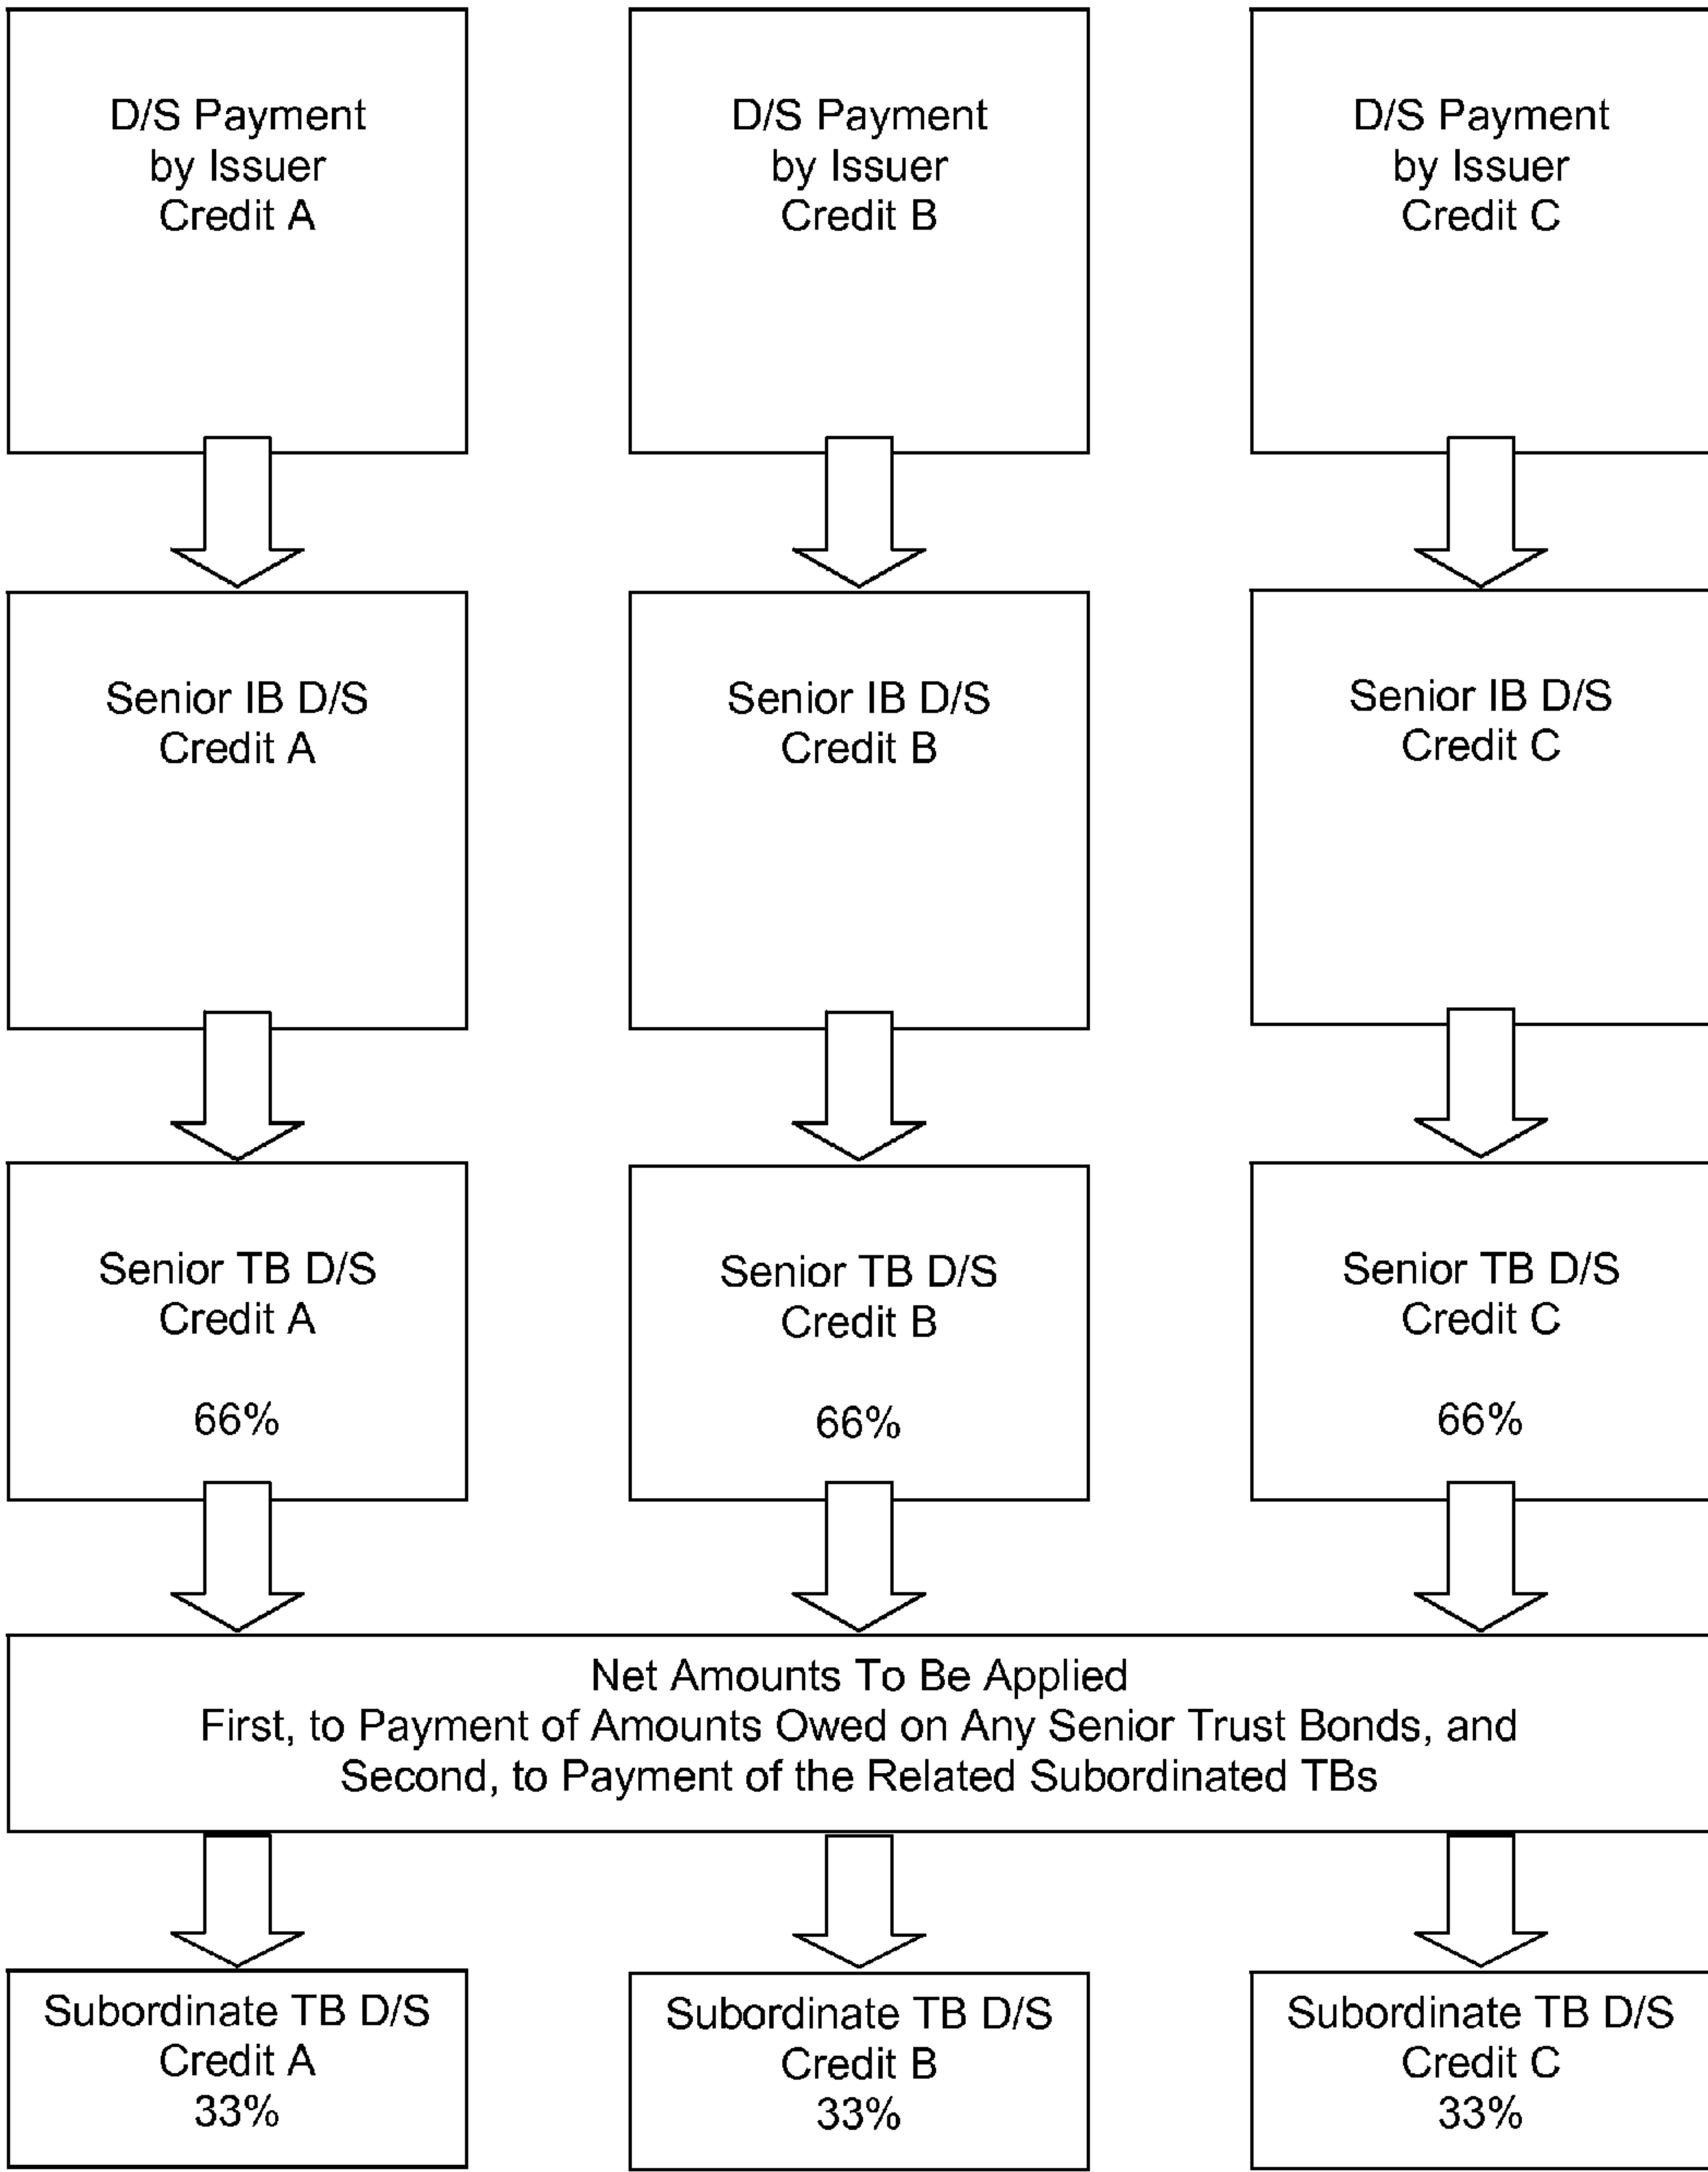 D/S Payment
by Issuer
Credit A
D/S Payment
by Issuer
Credit B
D/S Payment
by Issuer
Credit C
Senior IB D/S
Credit A
Senior IB D/S
Credit B
Senior IB D/S
Credit C
Senior TB D/S
Credit A
66%
Senior TB D/S
Credit B
66%
Senior TB D/S
Credit C
66%
Net Amounts To Be Applied
First, to Payment of Amounts Owed on Any Senior Trust Bonds, and
Second, to Payment of the Related Subordinated TBs
Subordinate TB D/S
Credit A
33%
Subordinate TB D/S
Credit B
33%
Subordinate TB D/S
Credit C
33%